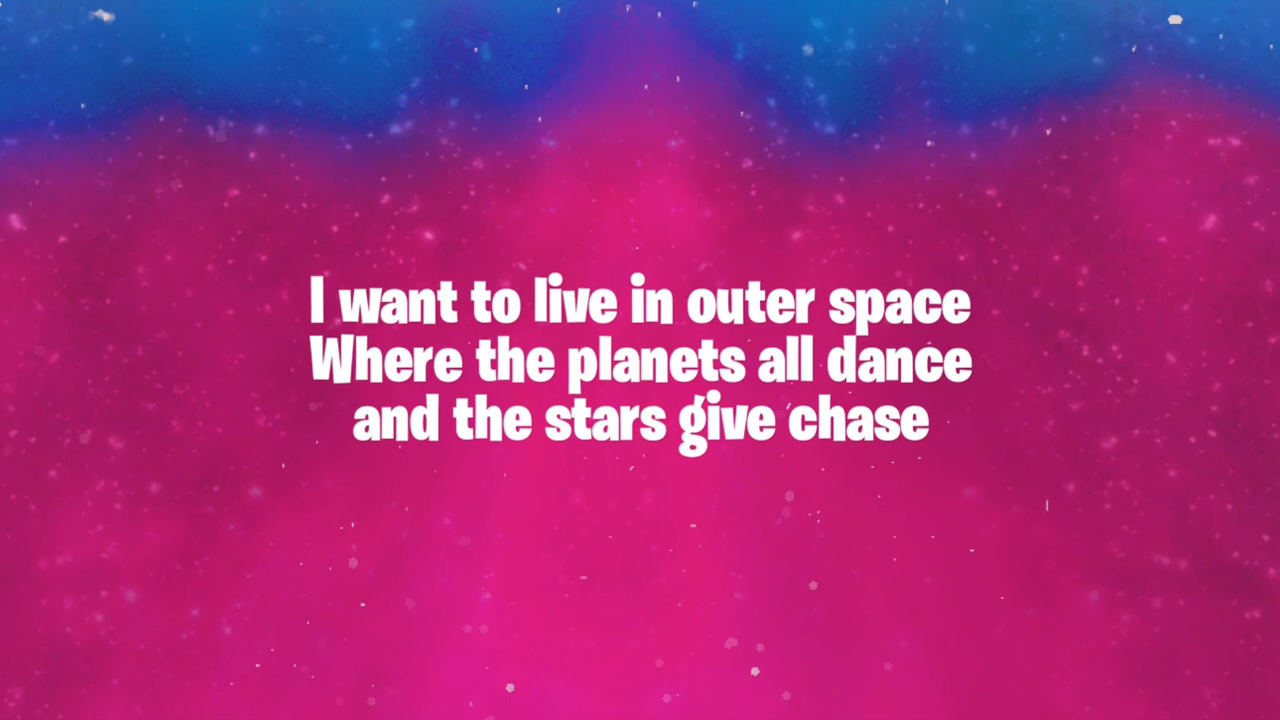 I want to live in outer space
Where the planets all dance
and the stars give chase